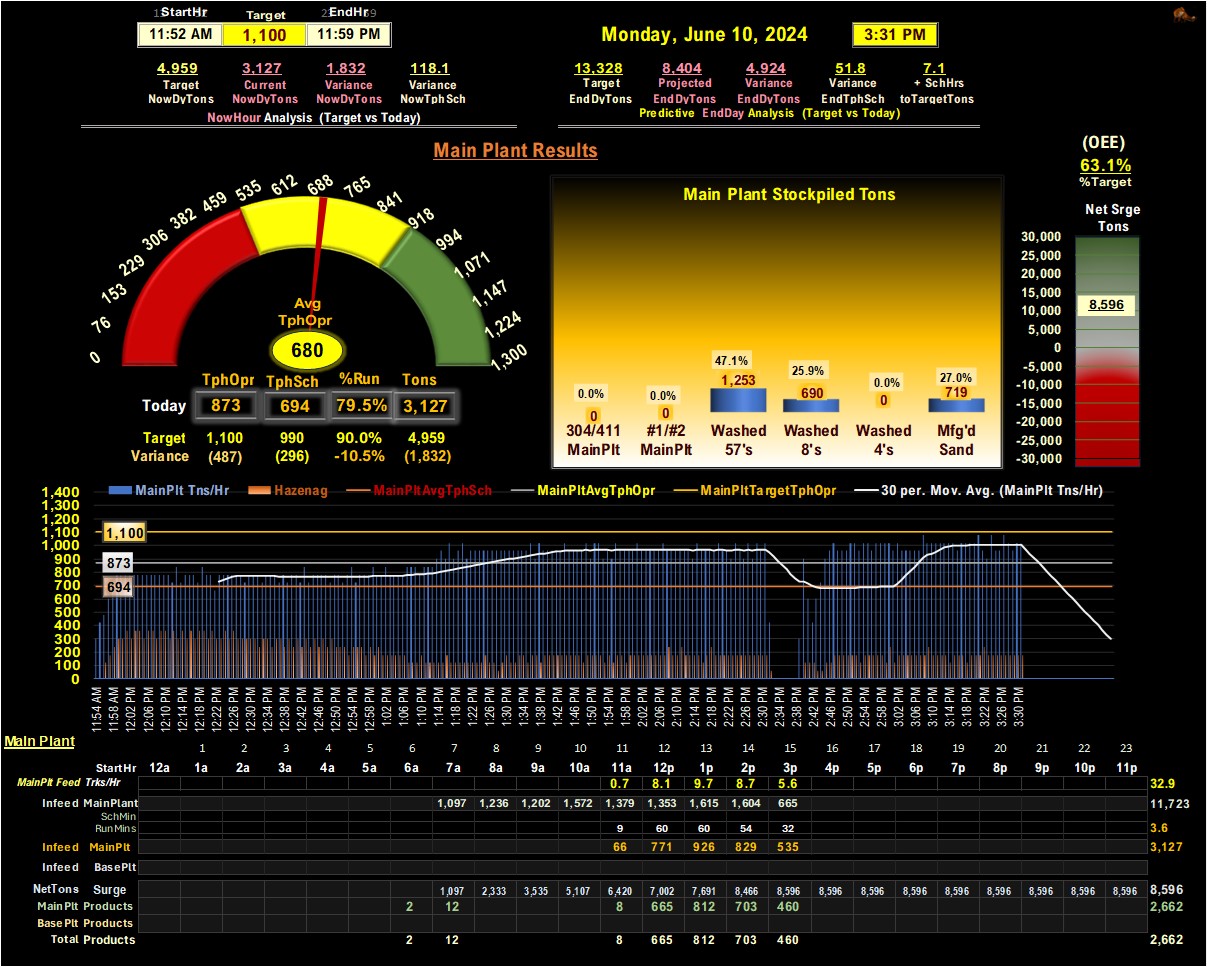 StartHr Target EndHr
11:52 AM 1,100 11:59 PM
Monday, June 10, 2024 3:31 PM
4,959 3,127 1,832 118.1
Target Current Variance Variance
NowDyTons NowDyTons NowDyTons NowTphSch
NowHour Analysis (Target vs Today)
13,328 8,404 4,924 51.8 7.1
Target Projected Variance Variance + SchHrs
EndDyTons EndDyTons EndDyTons EndTphSch toTargetTons
Predictive EndDay Analysis (Target vs Today)
Main Plant Results
(OEE)
63.1%
%Target
0 76 153 229 306 382 459 535 612 688 765 841 918 994 1,071 1,147 1,224 1,300
Avg
TphOpr
680
TphOpr TphSch %Run Tons
Today 873 694 79.5% 3,127
Target 1,100 990 90.0% 4,959
Variance (487) (296) -10.5% (1,832)
Main Plant Stockpiled Tons
0.0% 0.0% 47.1% 25.9% 0.0% 27.0%
0 0 1,253 690 0 719
304/411 #1/#2 Washed Washed Washed Mfg'd
MainPlt MainPlt 57's 8's 4's Sand
Net Srge
Tons
30,000
25,000
20,000
15,000
10,000
8,596
5,000
0
-5,000
-10,000
-15,000
-20,000
-25,000
-30,000
MainPlt Tns/Hr Hazenag MainPltAvgTphSch MainPltAvgTphOpr MainPltTargetTphOpr 30 per. Mov. Avg. (MainPlt Tns/Hr)
1,400
1,300
1,200
1,100
1,000
900
800
700
600
500
400
300
200
100
0
1,100
873
694
11:54 AM 11:58 AM 12:02 PM 12:06 PM 12:14 PM 12:18 PM 12:22 PM 12:26 PM 12:34 PM 12:38 PM 12:42 PM 12:46 PM 12:50 PM 12:54 PM 12:58 PM 1:02 PM 1:06 PM 1:10 PM 1:14 PM 1:18 PM 1:22 PM 1:26 PM 1:30 PM 1:34 PM 1:38 PM 1:42 PM 1:46 PM 1:50 PM 1:54 PM 1:58 PM 2:02 PM 2:06 PM 2:10 PM 2:14 PM 2:18 PM 2:22 PM 2:26 PM 2:30 PM 2:34 PM 2:38 PM 2:42 PM 2:46 PM 2:50 PM 2:54 PM 2:58 PM 3:02 PM 3:06 PM 3:10 PM 3:14 PM 3:18 PM 3:22 PM 3:26 PM 3:30 PM
Main Plant
1 2 3 4 5 6 7 8 9 10 11 12 13 14 15 16 17 18 19 20 21 22 23
StartHr 12a 1a 2a 3a 4a 5a 6a 7a 8a 9a 10a 11a 12p 1p 2p 3p 4p 5p 6p 7p 8p 9p 10p 11p
MainPlt Feed Trks/Hr 0.7 8.1 9.7 8.7 5.6 32.9
Infeed MainPlant 1,097 1,236 1,202 1,572 1,379 1,353 1,615 1,604 665 11,723
SchMin
RunMins 9 60 60 54 32 3.6
Infeed MainPlt 66 771 926 829 535 3,127
Infeed BasePlt
NetTons Surge 1,097 2,333 3,535 5,107 6,420 7,002 7,691 8,466 8,596 8,596 8,596 8,596 8,596 8,596 8,596 8,596 8,596 8,596
MainPlt Products 2 12 8 665 812 703 460 2,662
BasePlt Products
Total Products 2 12 8 665 812 703 460 2,662